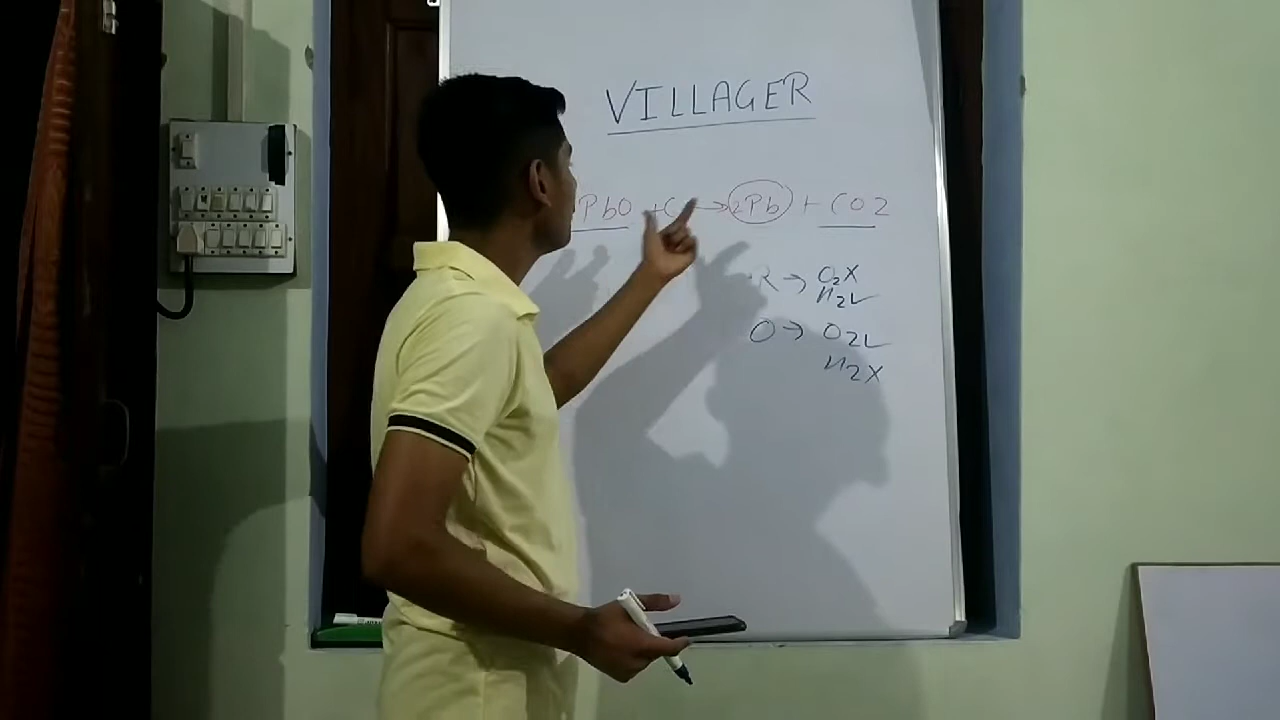 VILLAGER
PbO + C → 2Pb + CO2
R → O2X
H2L
O → O2L
H2X